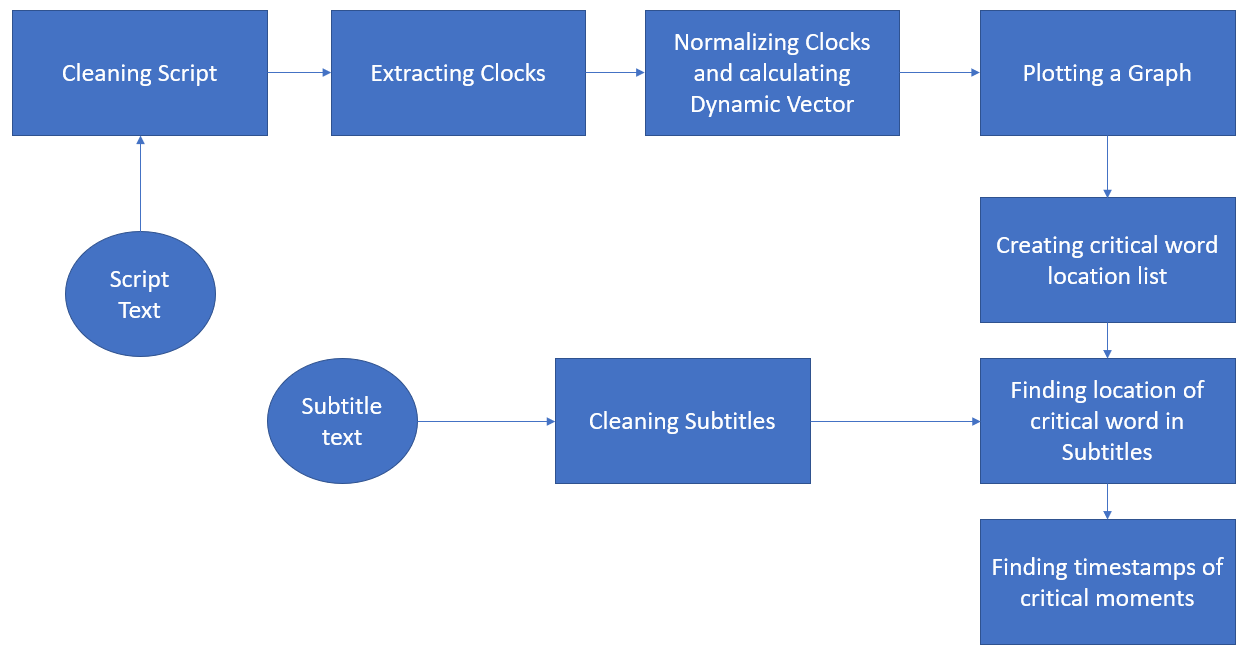 Cleaning Script
Extracting Clocks
Normalizing Clocks
and calculating
Dynamic Vector
Plotting a Graph
Script
Text
Creating critical word
location list
Subtitle
text
Cleaning Subtitles
Finding location of
critical word in
Subtitles
Finding timestamps of
critical moments